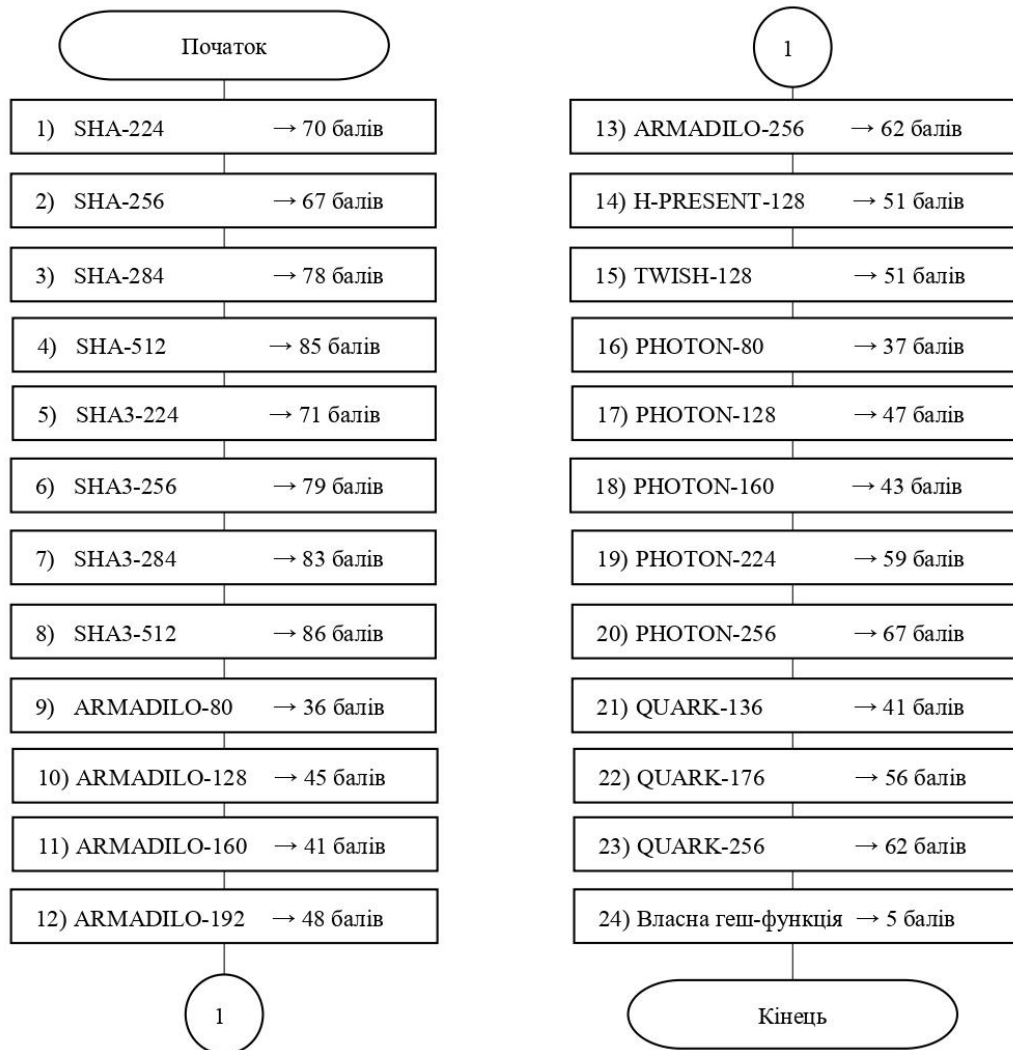 Початок
1) SHA-224 → 70 балів
2) SHA-256 → 67 балів
3) SHA-284 → 78 балів
4) SHA-512 → 85 балів
5) SHA3-224 → 71 балів
6) SHA3-256 → 79 балів
7) SHA3-284 → 83 балів
8) SHA3-512 → 86 балів
9) ARMADILO-80 → 36 балів
10) ARMADILO-128 → 45 балів
11) ARMADILO-160 → 41 балів
12) ARMADILO-192 → 48 балів
1
1
13) ARMADILO-256 → 62 балів
14) H-PRESENT-128 → 51 балів
15) TWISH-128 → 51 балів
16) PHOTON-80 → 37 балів
17) PHOTON-128 → 47 балів
18) PHOTON-160 → 43 балів
19) PHOTON-224 → 59 балів
20) PHOTON-256 → 67 балів
21) QUARK-136 → 41 балів
22) QUARK-176 → 56 балів
23) QUARK-256 → 62 балів
24) Власна геш-функція → 5 балів
Кінець